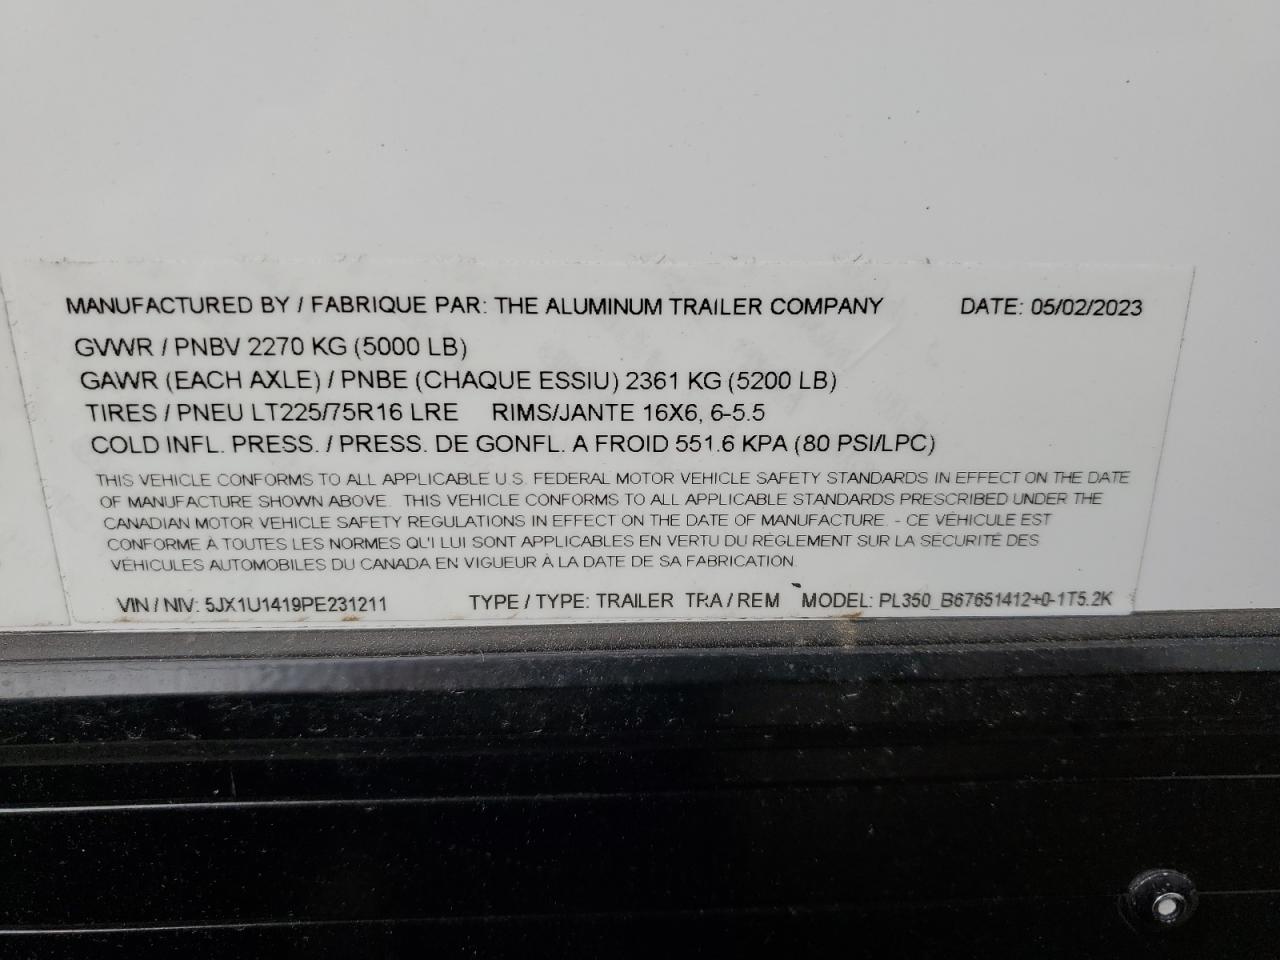 MANUFACTURED BY / FABRIQUE PAR: THE ALUMINUM TRAILER COMPANY DATE: 05/02/2023
GVWR / PNBV 2270 KG (5000 LB)
GAWR (EACH AXLE) / PNBE (CHAQUE ESSIU) 2361 KG (5200 LB)
TIRES / PNEU LT225/75R16 LRE RIMS/JANTE 16X6, 6-5.5
COLD INFL. PRESS. / PRESS. DE GONFL. A FROID 551.6 KPA (80 PSI/LPC)
THIS VEHICLE CONFORMS TO ALL APPLICABLE U.S. FEDERAL MOTOR VEHICLE SAFETY STANDARDS IN EFFECT ON THE DATE
OF MANUFACTURE SHOWN ABOVE. THIS VEHICLE CONFORMS TO ALL APPLICABLE STANDARDS PRESCRIBED UNDER THE
CANADIAN MOTOR VEHICLE SAFETY REGULATIONS IN EFFECT ON THE DATE OF MANUFACTURE. - CE VÉHICULE EST
CONFORME À TOUTES LES NORMES QU'I LUI SONT APPLICABLES EN VERTU DU RÈGLEMENT SUR LA SÉCURITÉ DES
VÉHICULES AUTOMOBILES DU CANADA EN VIGUEUR À LA DATE DE SA FABRICATION.
VIN / NIV: 5JX1U1419PE231211 TYPE / TYPE: TRAILER TRA / REM MODEL: PL350_B67651412+0-1T5.2K